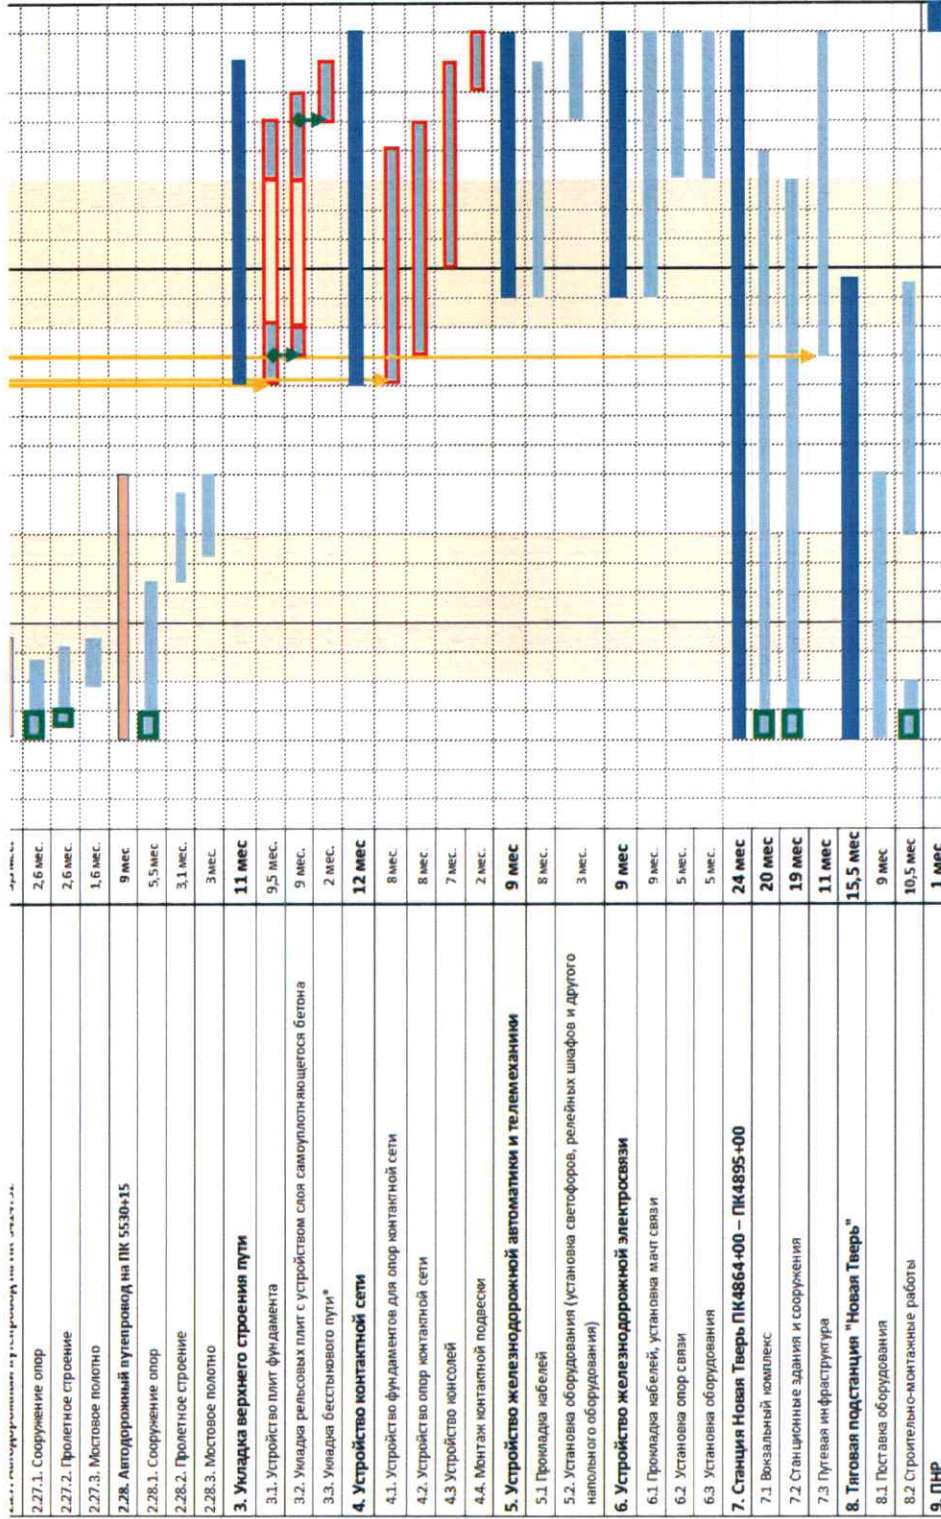 2.27.1. Сооружение опор 2,6 мес.
2.27.2. Пролетное строение 2,6 мес.
2.27.3. Мостовое полотно 1,6 мес.
2.28. Автодорожный путепровод на ПК 5530+15 9 мес.
2.28.1. Сооружение опор 5,5 мес.
2.28.2. Пролетное строение 3,1 мес.
2.28.3. Мостовое полотно 3 мес.
3. Укладка верхнего строения пути 11 мес
3.1. Устройство плит фундамента 9,5 мес.
3.2. Укладка рельсовых плит с устройством слоя самоуплотняющегося бетона 9 мес.
3.3. Укладка бесстыкового пути* 2 мес.
4. Устройство контактной сети 12 мес
4.1. Устройство фундаментов для опор контактной сети 8 мес.
4.2. Устройство опор контактной сети 8 мес.
4.3 Устройство консолей 7 мес.
4.4. Монтаж контактной подвески 2 мес.
5. Устройство железнодорожной автоматики и телемеханики 9 мес
5.1 Прокладка кабелей 8 мес.
5.2. Установка оборудования (установка светофоров, релейных шкафов и другого
напольного оборудования) 3 мес.
6. Устройство железнодорожной электросвязи 9 мес
6.1 Прокладка кабелей, установка мачт связи 9 мес.
6.2 Установка опор связи 5 мес.
6.3 Установка оборудования 5 мес.
7. Станция Новая Тверь ПК4864+00 – ПК4895+00 24 мес
7.1 Вокзальный комплекс 20 мес
7.2 Станционные здания и сооружения 19 мес
7.3 Путевая инфраструктура 11 мес
8. Тяговая подстанция "Новая Тверь" 15,5 мес
8.1 Поставка оборудования 9 мес
8.2 Строительно-монтажные работы 10,5 мес
9. ПНР 1 мес